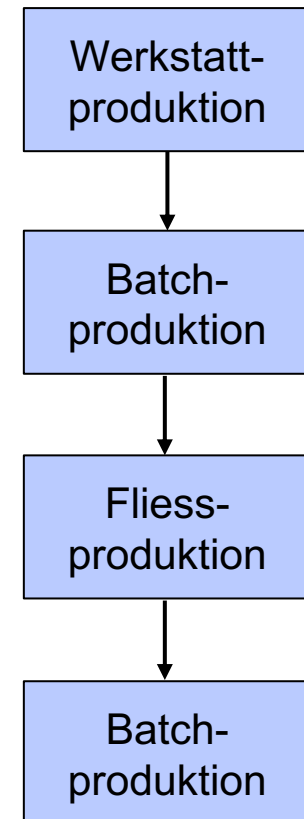 Werkstatt-
produktion
Batch-
produktion
Fliess-
produktion
Batch-
produktion